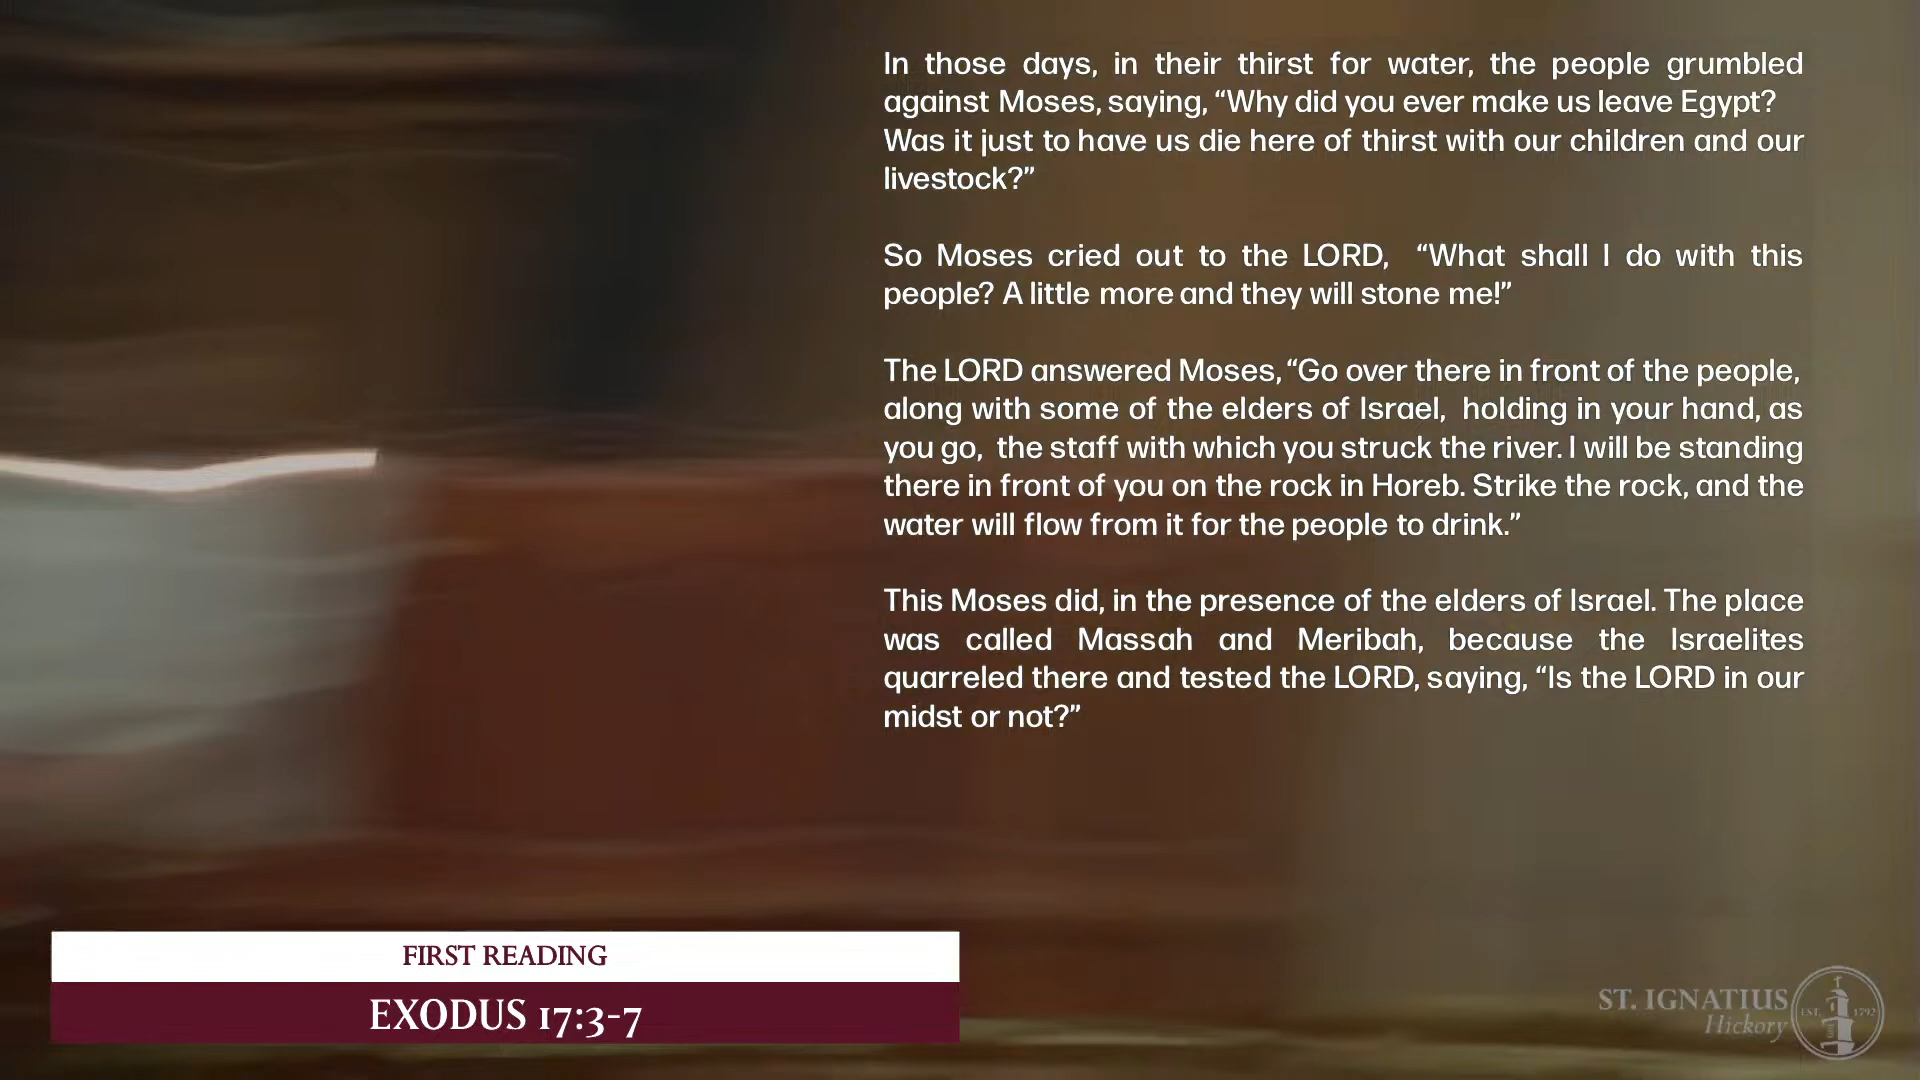 In those days, in their thirst for water, the people grumbled
against Moses, saying, “Why did you ever make us leave Egypt?
Was it just to have us die here of thirst with our children and our
livestock?”
So Moses cried out to the LORD, “What shall I do with this
people? A little more and they will stone me!”
The LORD answered Moses, “Go over there in front of the people,
along with some of the elders of Israel, holding in your hand, as
you go, the staff with which you struck the river. I will be standing
there in front of you on the rock in Horeb. Strike the rock, and the
water will flow from it for the people to drink.”
This Moses did, in the presence of the elders of Israel. The place
was called Massah and Meribah, because the Israelites
quarreled there and tested the LORD, saying, “Is the LORD in our
midst or not?”
FIRST READING
EXODUS 17:3-7
ST. IGNATIUS
Hickory
EST. 1792